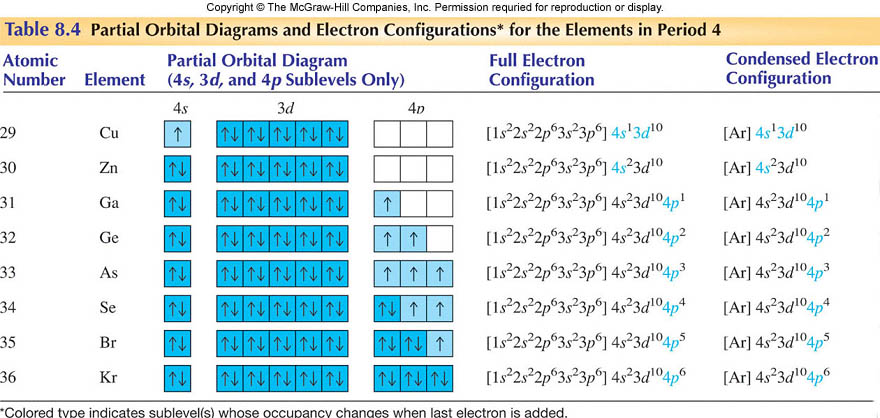 Copyright © The McGraw-Hill Companies, Inc. Permission requried for reproduction or display.
Table 8.4 Partial Orbital Diagrams and Electron Configurations* for the Elements in Period 4
Atomic Partial Orbital Diagram Full Electron Condensed Electron
Number Element (4s, 3d, and 4p Sublevels Only) Configuration Configuration
4s 3d 4p
29 Cu ↑ ↑↓ ↑↓ ↑↓ ↑↓ ↑↓ [1s²2s²2p⁶3s²3p⁶] 4s¹3d¹⁰ [Ar] 4s¹3d¹⁰
30 Zn ↑↓ ↑↓ ↑↓ ↑↓ ↑↓ ↑↓ [1s²2s²2p⁶3s²3p⁶] 4s²3d¹⁰ [Ar] 4s²3d¹⁰
31 Ga ↑↓ ↑↓ ↑↓ ↑↓ ↑↓ ↑↓ ↑ [1s²2s²2p⁶3s²3p⁶] 4s²3d¹⁰4p¹ [Ar] 4s²3d¹⁰4p¹
32 Ge ↑↓ ↑↓ ↑↓ ↑↓ ↑↓ ↑↓ ↑ ↑ [1s²2s²2p⁶3s²3p⁶] 4s²3d¹⁰4p² [Ar] 4s²3d¹⁰4p²
33 As ↑↓ ↑↓ ↑↓ ↑↓ ↑↓ ↑↓ ↑ ↑ ↑ [1s²2s²2p⁶3s²3p⁶] 4s²3d¹⁰4p³ [Ar] 4s²3d¹⁰4p³
34 Se ↑↓ ↑↓ ↑↓ ↑↓ ↑↓ ↑↓ ↑↓ ↑ ↑ [1s²2s²2p⁶3s²3p⁶] 4s²3d¹⁰4p⁴ [Ar] 4s²3d¹⁰4p⁴
35 Br ↑↓ ↑↓ ↑↓ ↑↓ ↑↓ ↑↓ ↑↓ ↑↓ ↑ [1s²2s²2p⁶3s²3p⁶] 4s²3d¹⁰4p⁵ [Ar] 4s²3d¹⁰4p⁵
36 Kr ↑↓ ↑↓ ↑↓ ↑↓ ↑↓ ↑↓ ↑↓ ↑↓ ↑↓ [1s²2s²2p⁶3s²3p⁶] 4s²3d¹⁰4p⁶ [Ar] 4s²3d¹⁰4p⁶
*Colored type indicates sublevel(s) whose occupancy changes when last electron is added.